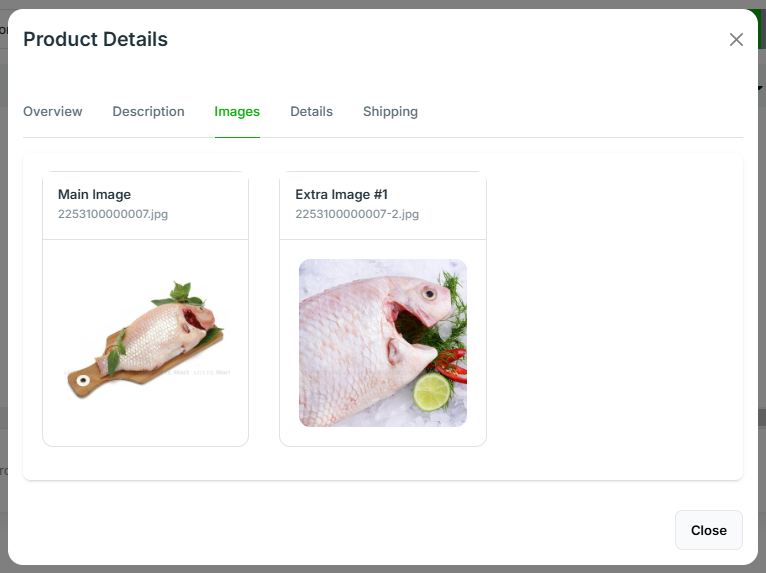 Product Details
Overview
Description
Images
Details
Shipping
Main Image
2253100000007.jpg
Extra Image #1
2253100000007-2.jpg
Close